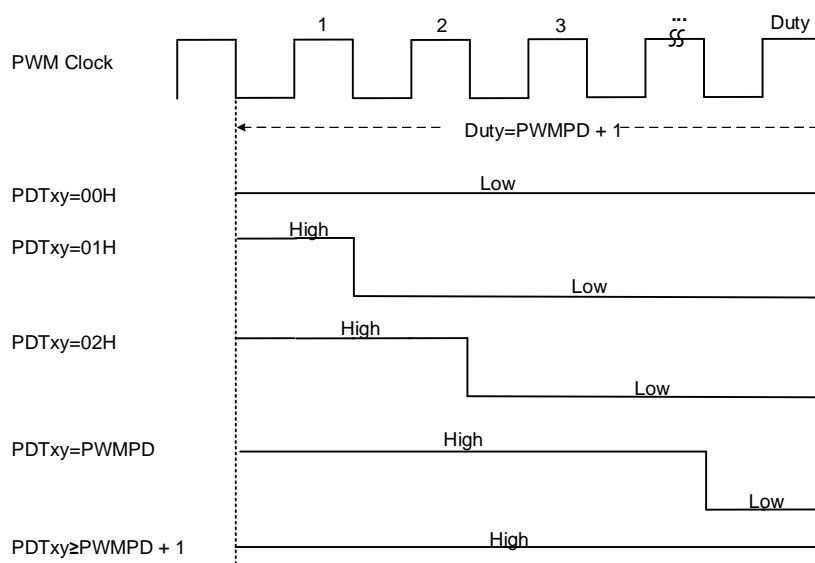 1 2 3 ... Duty
PWM Clock
Duty=PWMPD + 1
PDTxy=00H Low
PDTxy=01H High Low
PDTxy=02H High Low
PDTxy=PWMPD High Low
PDTxy≥PWMPD + 1 High